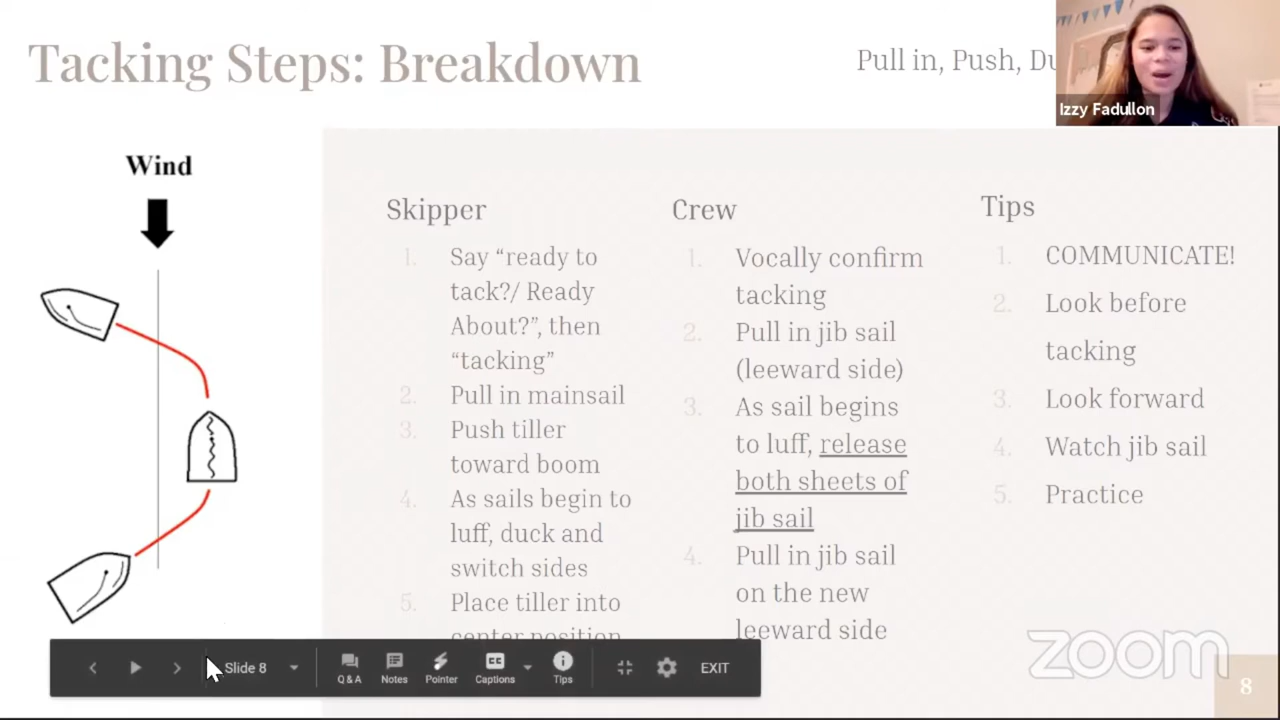 Tacking Steps: Breakdown
Pull in, Push,
Izzy Fadullon
Wind
Skipper
1. Say “ready to
tack?/ Ready
About?”, then
“tacking”
2. Pull in mainsail
3. Push tiller
toward boom
4. As sails begin to
luff, duck and
switch sides
5. Place tiller into
center position
Crew
1. Vocally confirm
tacking
2. Pull in jib sail
(leeward side)
3. As sail begins
to luff, release
both sheets of
jib sail
4. Pull in jib sail
on the new
leeward side
Tips
1. COMMUNICATE!
2. Look before
tacking
3. Look forward
4. Watch jib sail
5. Practice
Slide 8
Q & A
Notes
Pointer
Captions
CC
Tips
EXIT
zoom
8